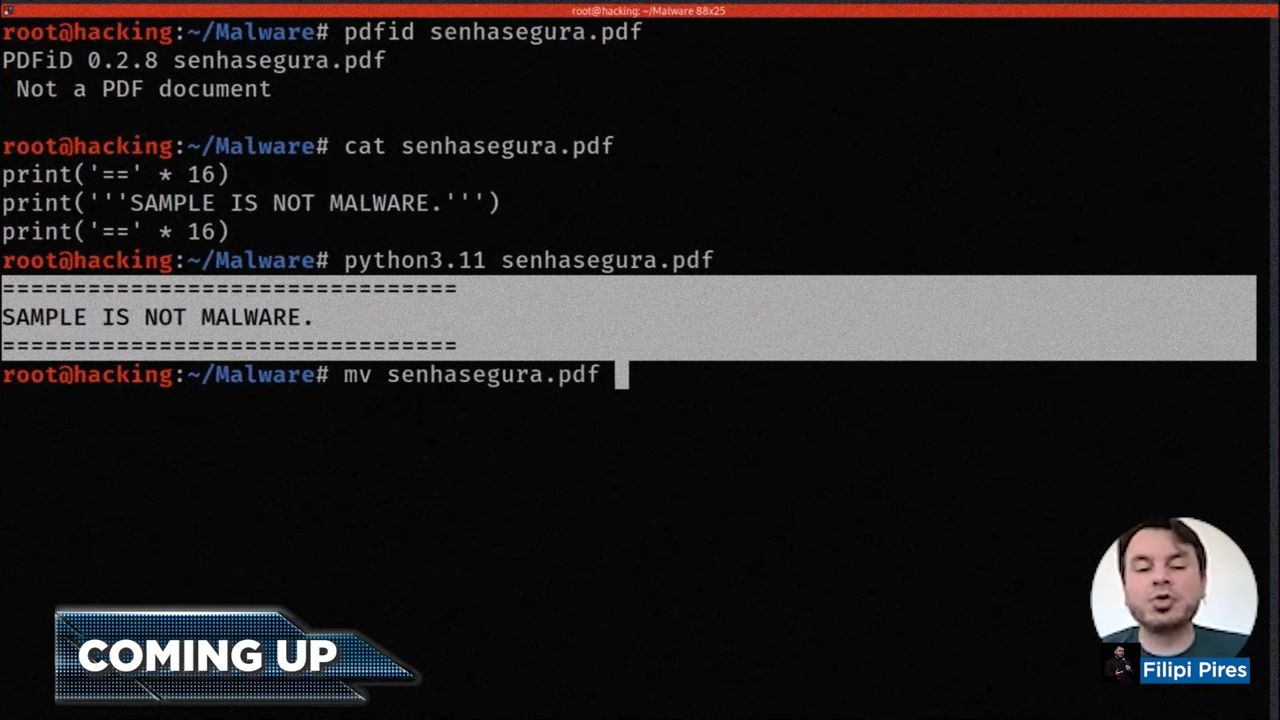 root@hacking: ~/Malware 88x25
root@hacking:~/Malware# pdfid senhasegura.pdf
PDFiD 0.2.8 senhasegura.pdf
 Not a PDF document
root@hacking:~/Malware# cat senhasegura.pdf
print('==' * 16)
print('''SAMPLE IS NOT MALWARE.''')
print('==' * 16)
root@hacking:~/Malware# python3.11 senhasegura.pdf
================================
SAMPLE IS NOT MALWARE.
================================
root@hacking:~/Malware# mv senhasegura.pdf
COMING UP
Filipi Pires